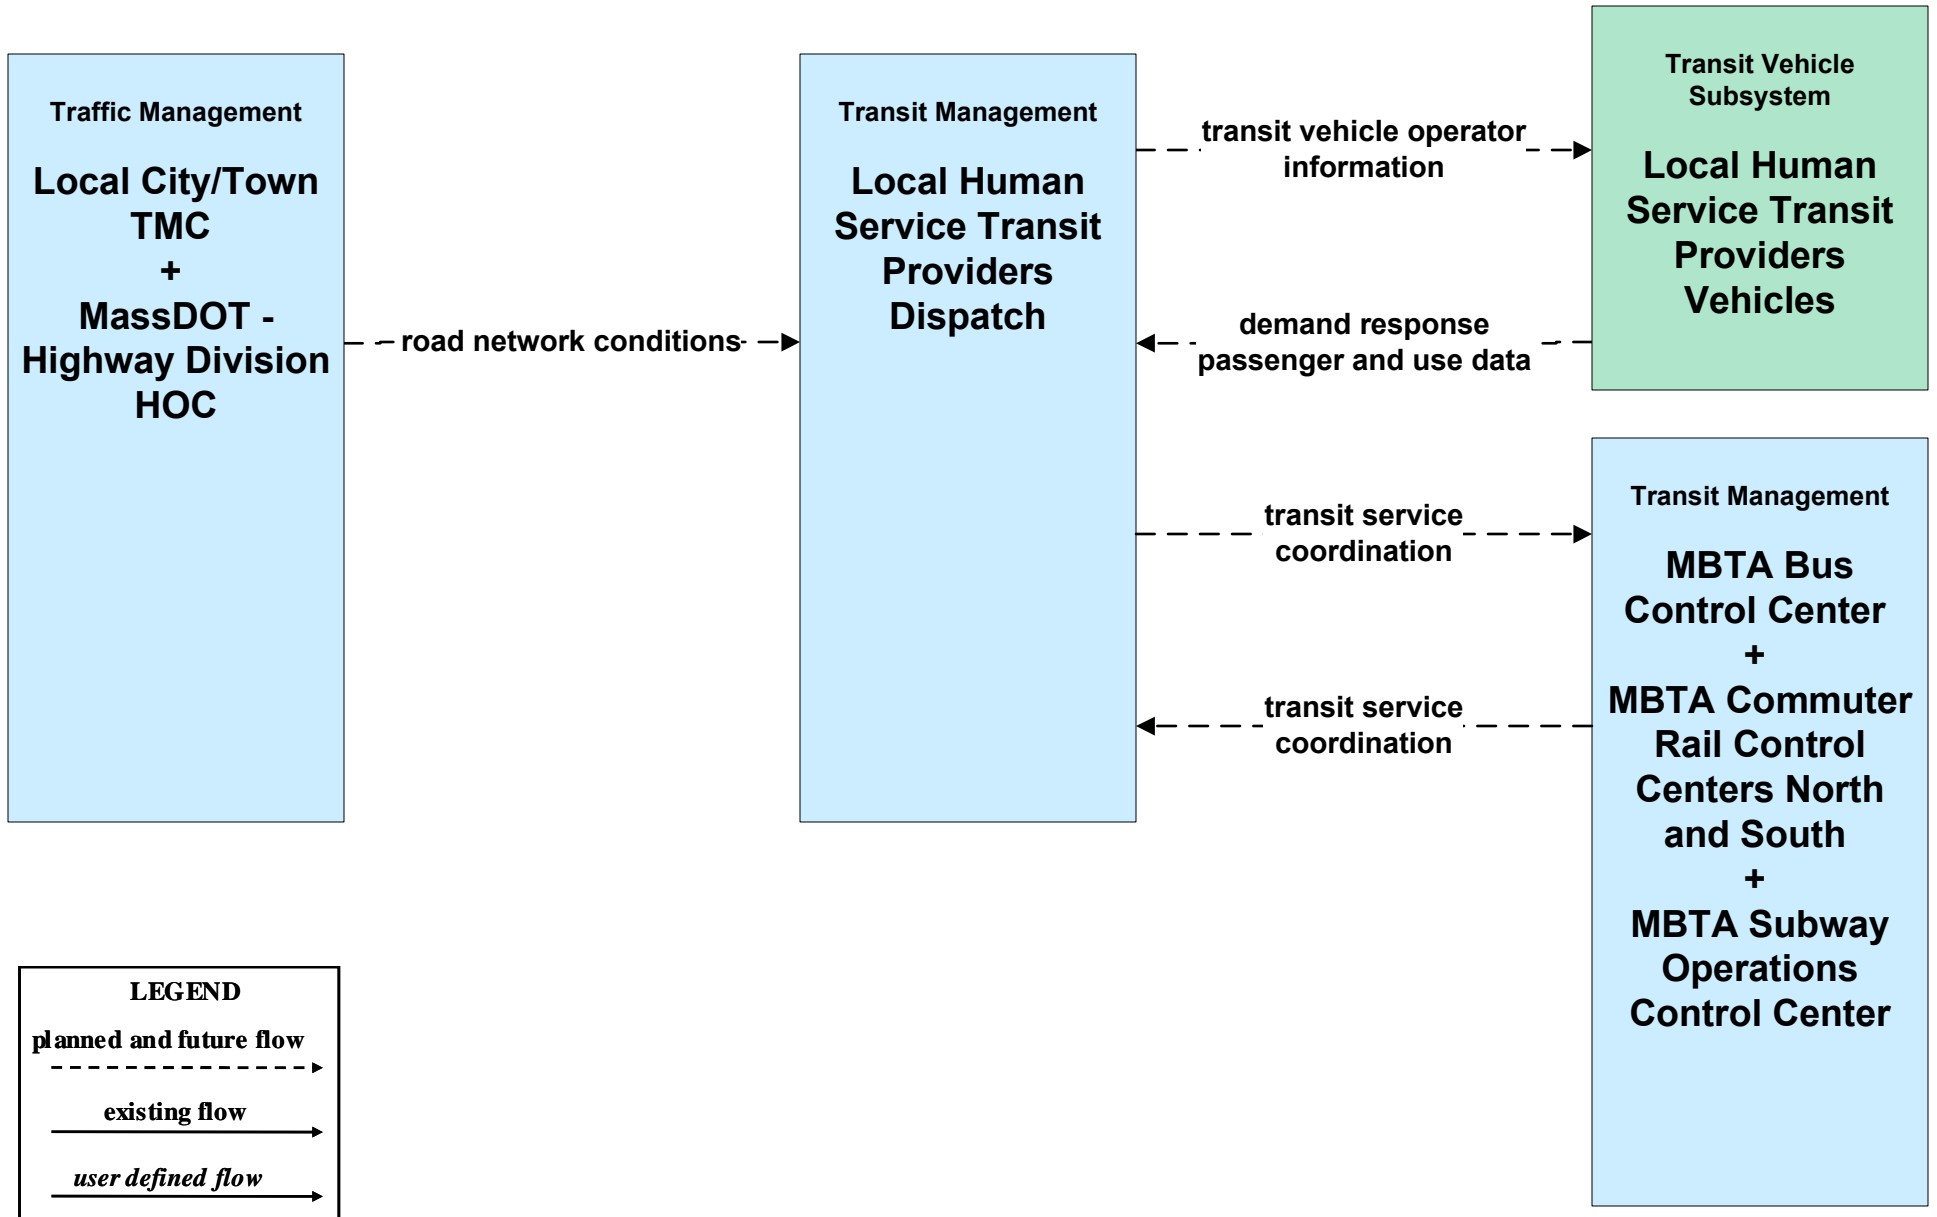 Traffic Management
Local City/Town
TMC
+
MassDOT -
Highway Division
HOC
road network conditions
Transit Management
Local Human
Service Transit
Providers
Dispatch
transit vehicle operator
information
demand response
passenger and use data
transit service
coordination
transit service
coordination
Transit Vehicle
Subsystem
Local Human
Service Transit
Providers
Vehicles
Transit Management
MBTA Bus
Control Center
+
MBTA Commuter
Rail Control
Centers North
and South
+
MBTA Subway
Operations
Control Center
LEGEND
planned and future flow
existing flow
user defined flow